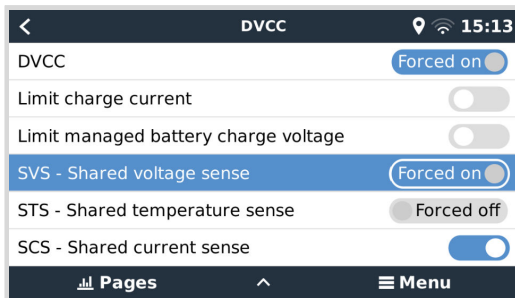 DVCC 15:13
DVCC Forced on
Limit charge current
Limit managed battery charge voltage
SVS - Shared voltage sense Forced on
STS - Shared temperature sense Forced off
SCS - Shared current sense
Pages Menu